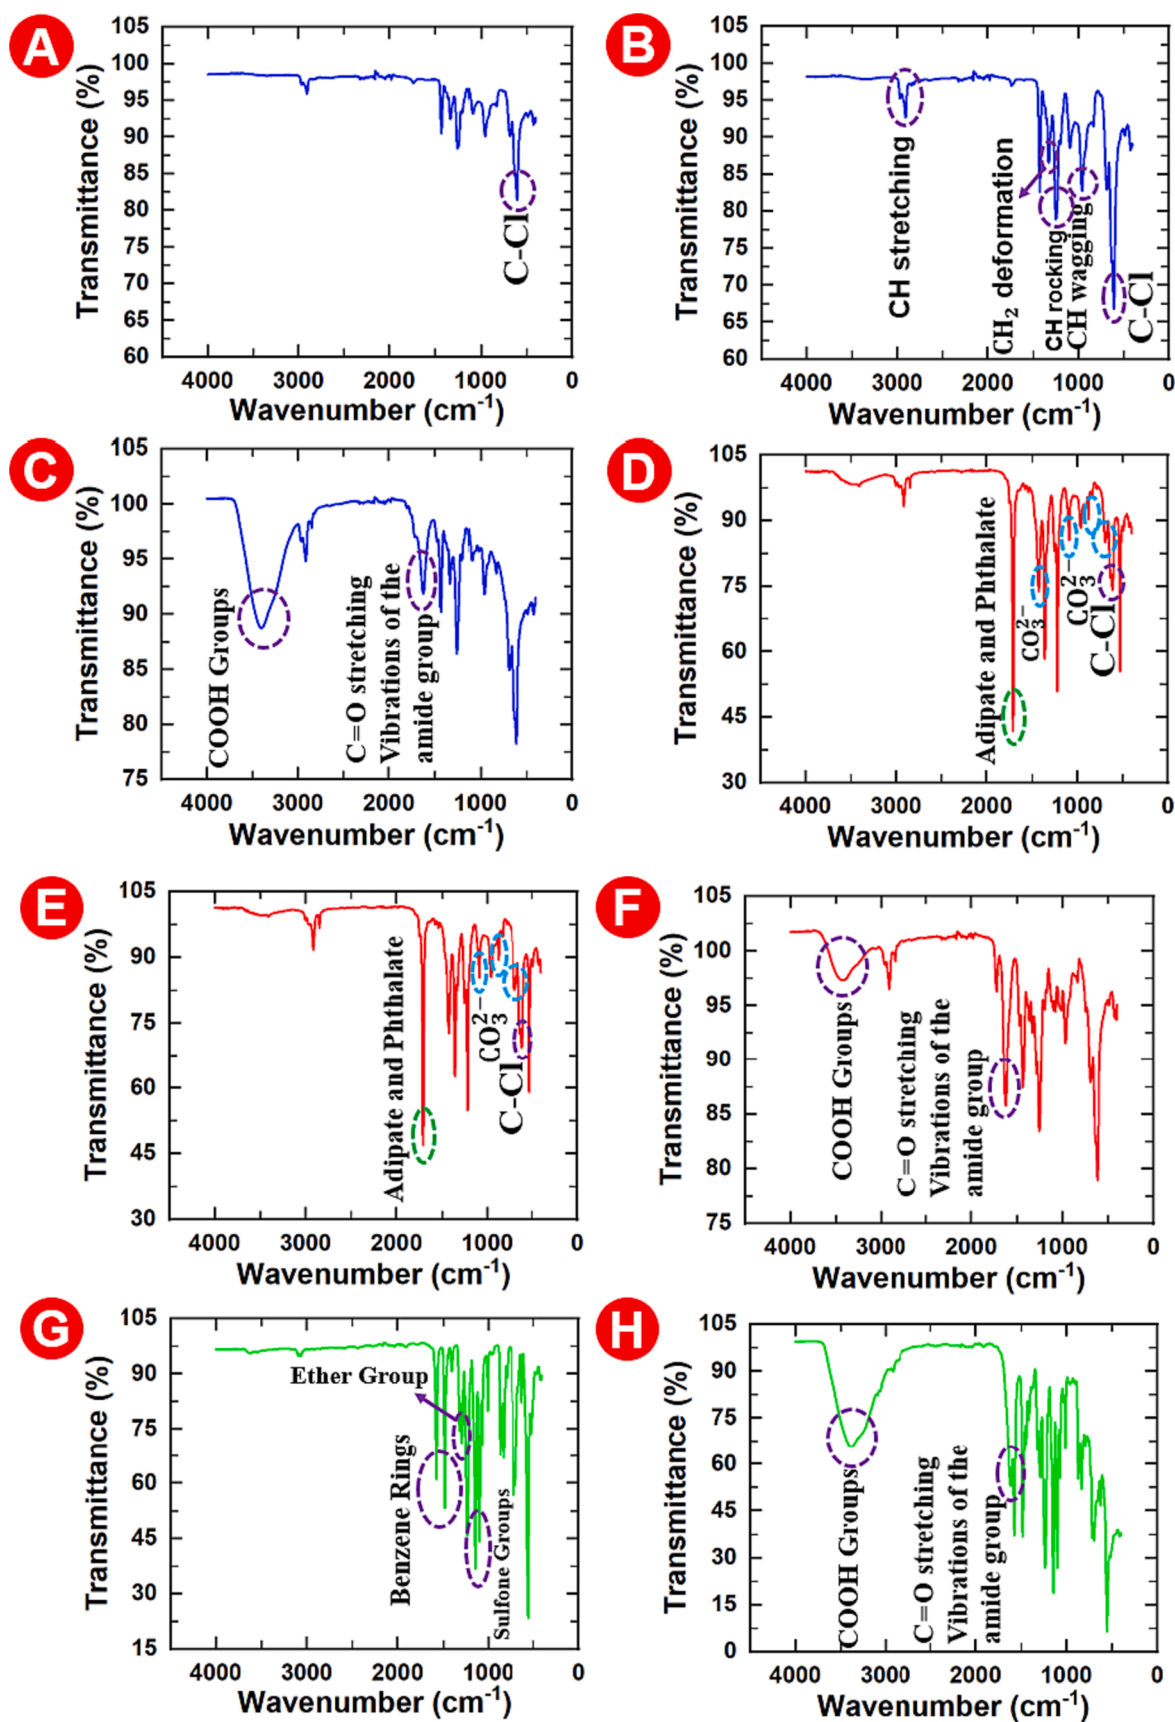 A
Transmittance (%)
105
100
95
90
85
80
75
70
65
60
C-Cl
4000 3000 2000 1000 0
Wavenumber (cm-1)
B
Transmittance (%)
105
100
95
90
85
80
75
70
65
60
CH stretching
CH2 deformation
CH rocking
CH wagging
C-Cl
4000 3000 2000 1000 0
Wavenumber (cm-1)
C
Transmittance (%)
105
100
95
90
85
80
75
COOH Groups
C=O stretching
Vibrations of the
amide group
4000 3000 2000 1000 0
Wavenumber (cm-1)
D
Transmittance (%)
105
90
75
60
45
30
Adipate and Phthalate
CO3 2−
CO3 2−
C-Cl
4000 3000 2000 1000 0
Wavenumber (cm-1)
E
Transmittance (%)
105
90
75
60
45
30
Adipate and Phthalate
CO3 2−
C-Cl
4000 3000 2000 1000 0
Wavenumber (cm-1)
F
Transmittance (%)
105
100
95
90
85
80
75
COOH Groups
C=O stretching
Vibrations of the
amide group
4000 3000 2000 1000 0
Wavenumber (cm-1)
G
Transmittance (%)
105
90
75
60
45
30
15
Ether Group
Benzene Rings
Sulfone Groups
4000 3000 2000 1000 0
Wavenumber (cm-1)
H
Transmittance (%)
105
90
75
60
45
30
15
0
COOH Groups
C=O stretching
Vibrations of the
amide group
4000 3000 2000 1000 0
Wavenumber (cm-1)